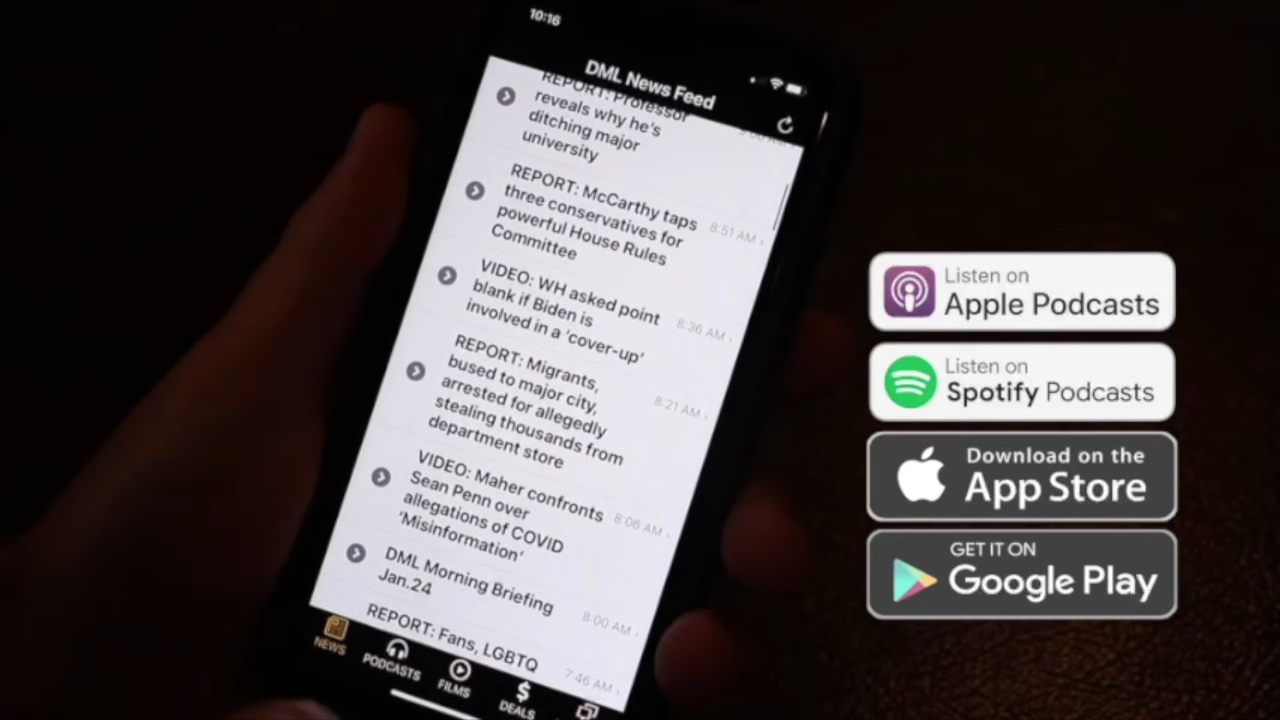 10:16
DML News Feed
REPORT: Professor
reveals why he's
ditching major
university
REPORT: McCarthy taps
three conservatives for
powerful House Rules
Committee
8:51 AM
VIDEO: WH asked point
blank if Biden is
involved in a 'cover-up'
8:36 AM
REPORT: Migrants,
bused to major city,
arrested for allegedly
stealing thousands from
department store
8:21 AM
VIDEO: Maher confronts
Sean Penn over
allegations of COVID
'Misinformation'
8:06 AM
DML Morning Briefing
Jan.24
8:00 AM
REPORT: Fans, LGBTQ
7:46 AM
NEWS
PODCASTS
FILMS
DEALS
Listen on
Apple Podcasts
Listen on
Spotify Podcasts
Download on the
App Store
GET IT ON
Google Play